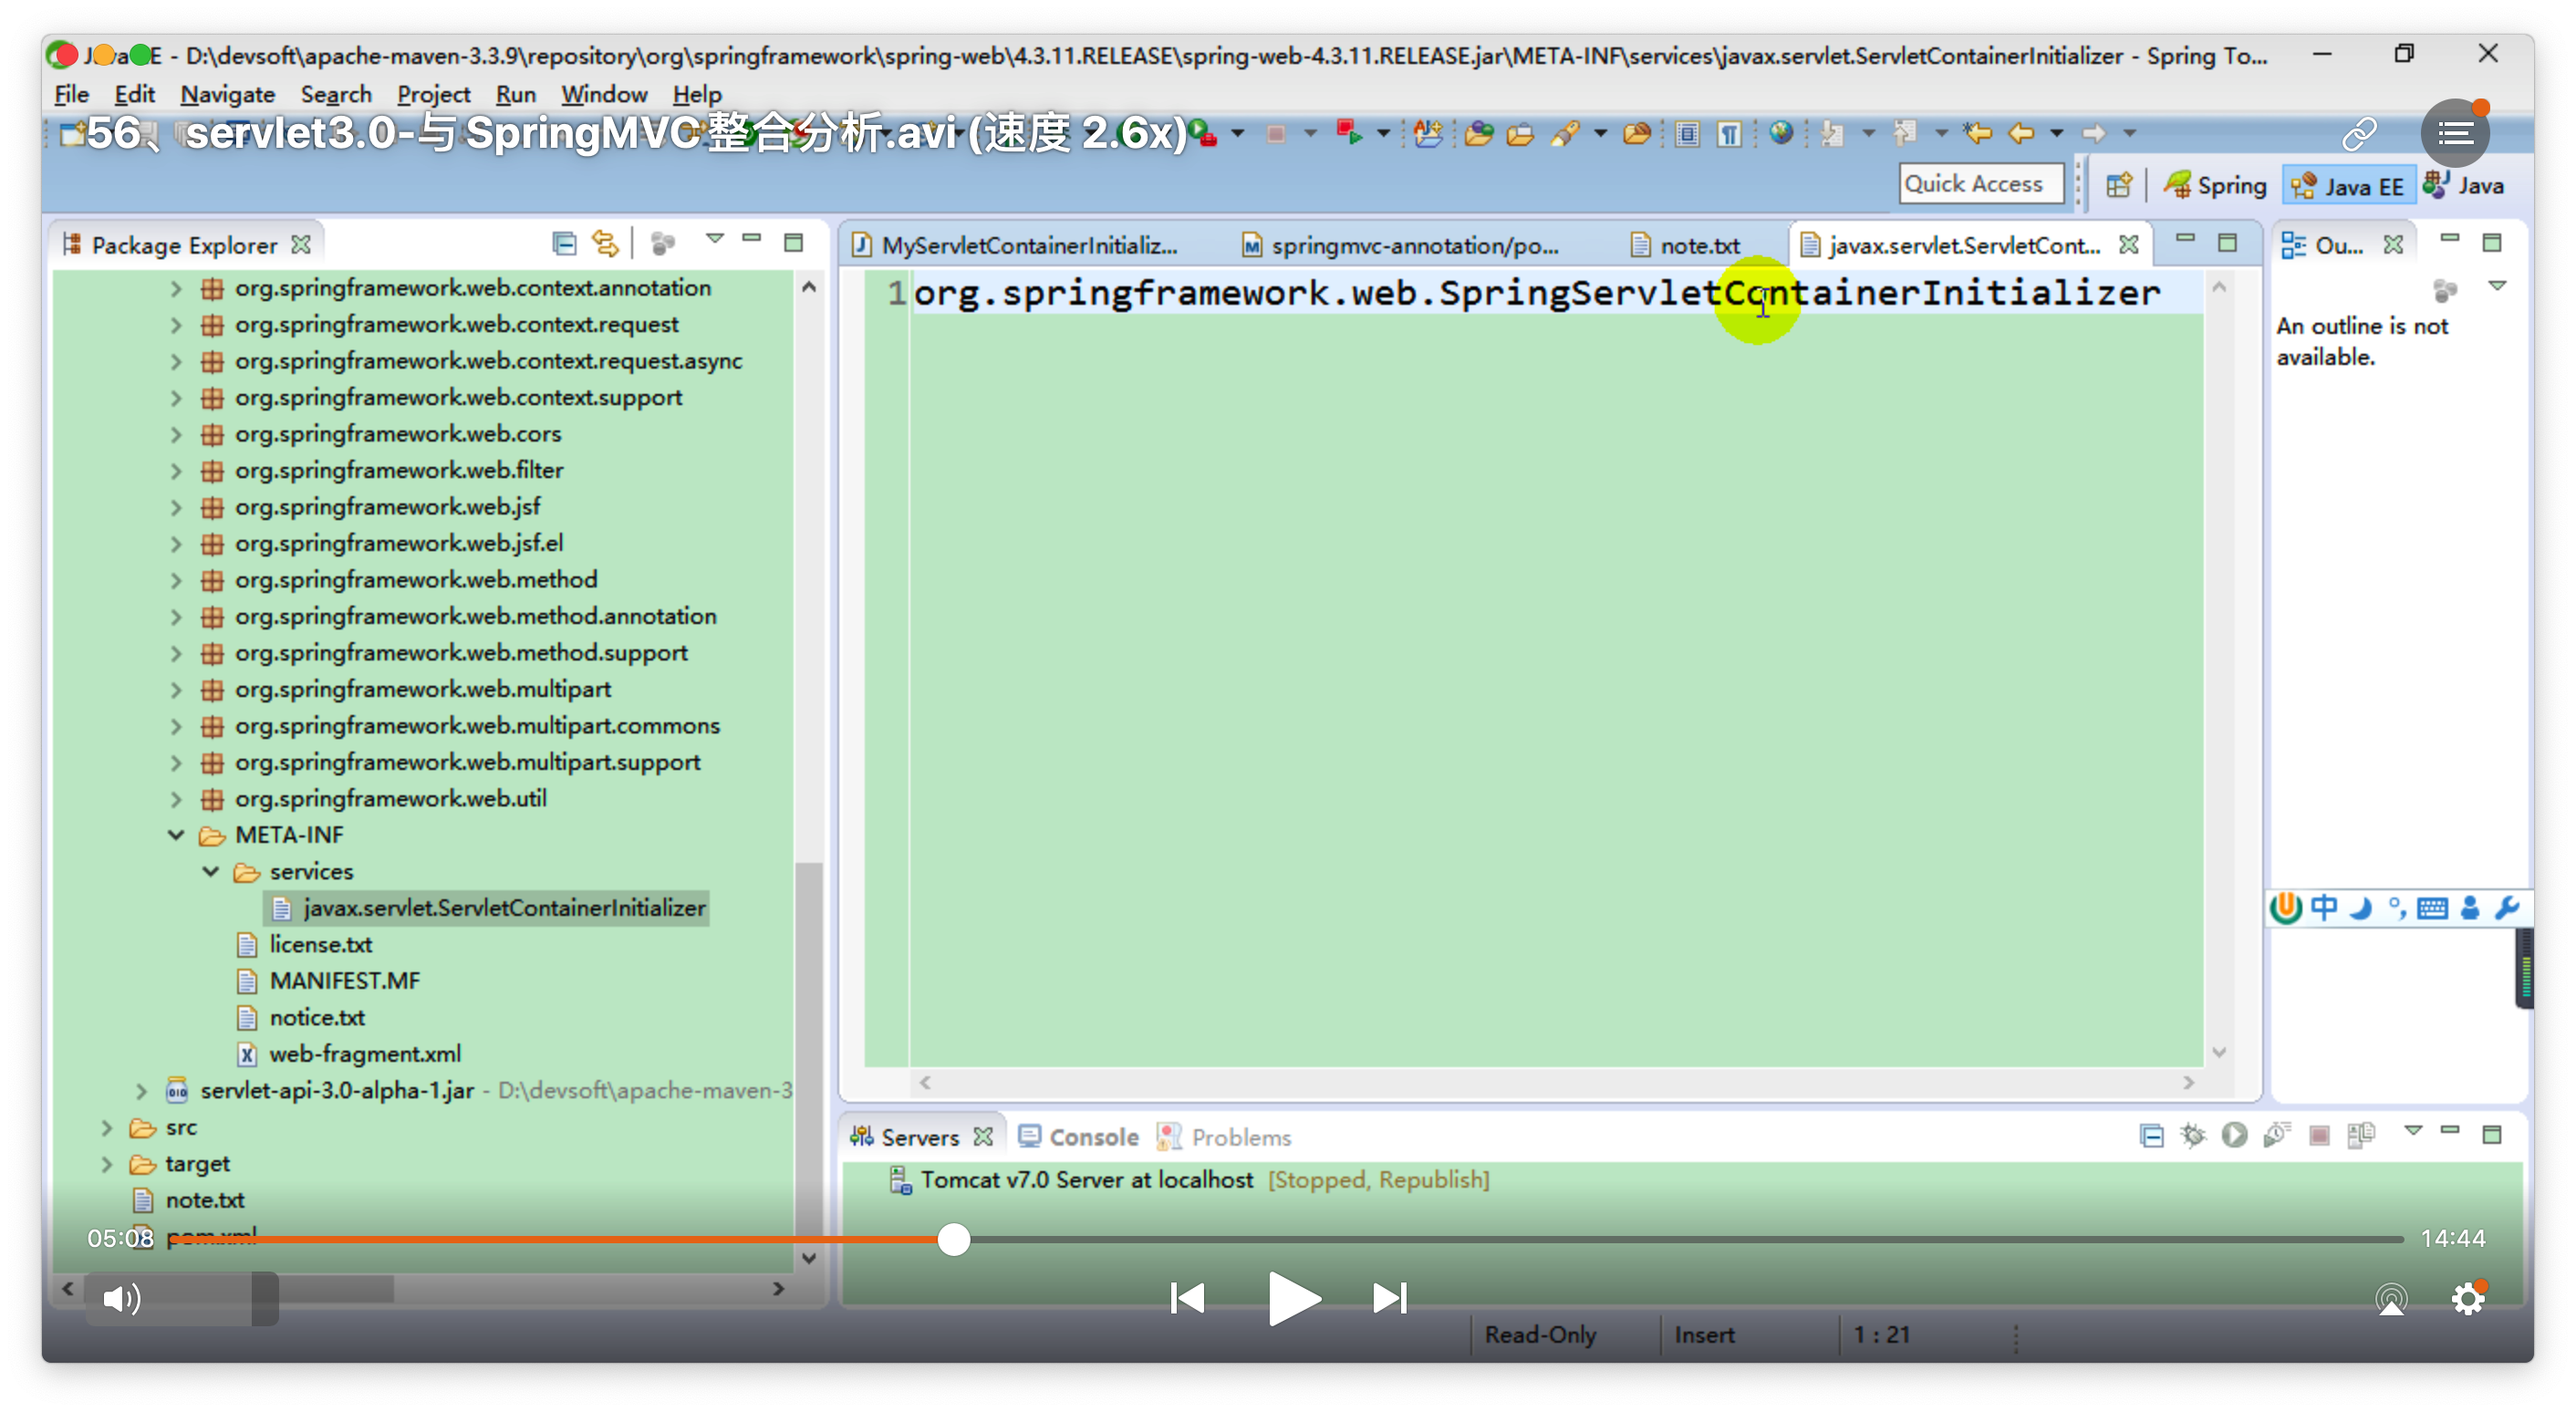 Java EE - D:\devsoft\apache-maven-3.3.9\repository\org\springframework\spring-web\4.3.11.RELEASE\spring-web-4.3.11.RELEASE.jar\META-INF\services\javax.servlet.ServletContainerInitializer - Spring To...
File Edit Navigate Search Project Run Window Help
56、servlet3.0-与SpringMVC整合分析.avi (速度 2.6x)
Quick Access Spring Java EE Java
Package Explorer
org.springframework.web.context.annotation
org.springframework.web.context.request
org.springframework.web.context.request.async
org.springframework.web.context.support
org.springframework.web.cors
org.springframework.web.filter
org.springframework.web.jsf
org.springframework.web.jsf.el
org.springframework.web.method
org.springframework.web.method.annotation
org.springframework.web.method.support
org.springframework.web.multipart
org.springframework.web.multipart.commons
org.springframework.web.multipart.support
org.springframework.web.util
META-INF
services
javax.servlet.ServletContainerInitializer
license.txt
MANIFEST.MF
notice.txt
web-fragment.xml
servlet-api-3.0-alpha-1.jar - D:\devsoft\apache-maven-3
src
target
note.txt
pom.xml
MyServletContainerInitializ... springmvc-annotation/po... note.txt javax.servlet.ServletCont...
1 org.springframework.web.SpringServletContainerInitializer
Ou...
An outline is not
available.
中
Servers Console Problems
Tomcat v7.0 Server at localhost [Stopped, Republish]
05:08 14:44
Read-Only Insert 1 : 21